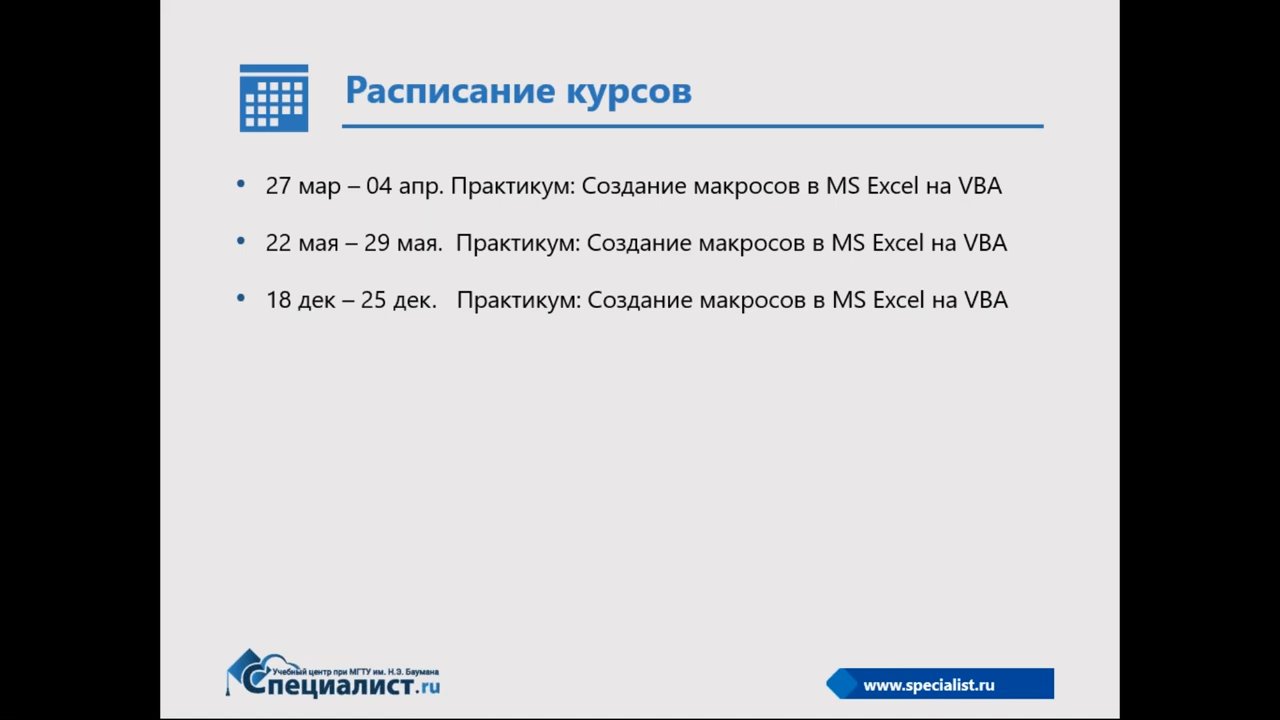 Расписание курсов
• 27 мар – 04 апр. Практикум: Создание макросов в MS Excel на VBA
• 22 мая – 29 мая. Практикум: Создание макросов в MS Excel на VBA
• 18 дек – 25 дек. Практикум: Создание макросов в MS Excel на VBA
Учебный центр при МГТУ им. Н.Э. Баумана
Специалист.ru
www.specialist.ru